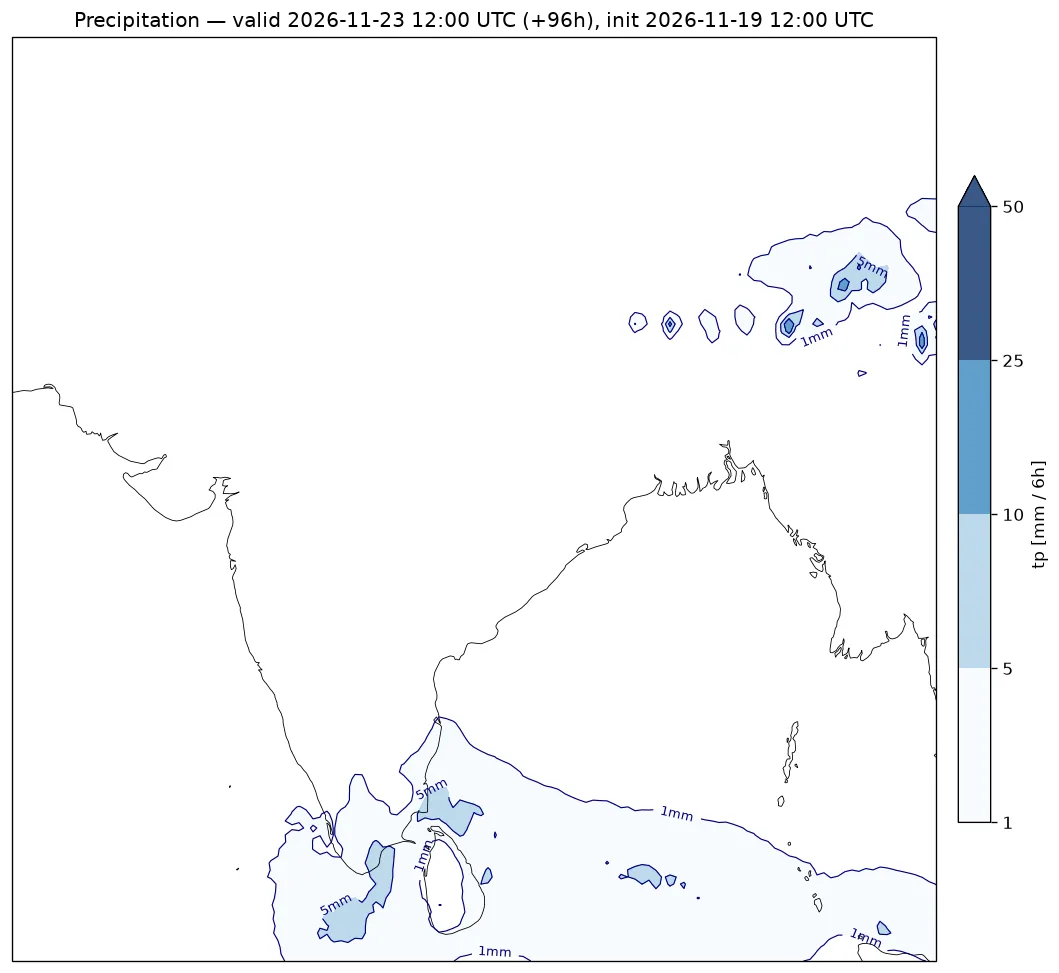 Precipitation — valid 2026-11-23 12:00 UTC (+96h), init 2026-11-19 12:00 UTC
50
5mm
1mm
1mm
25
tp [mm / 6h]
10
5
5mm
1mm
1mm
5mm
1mm
1mm
1